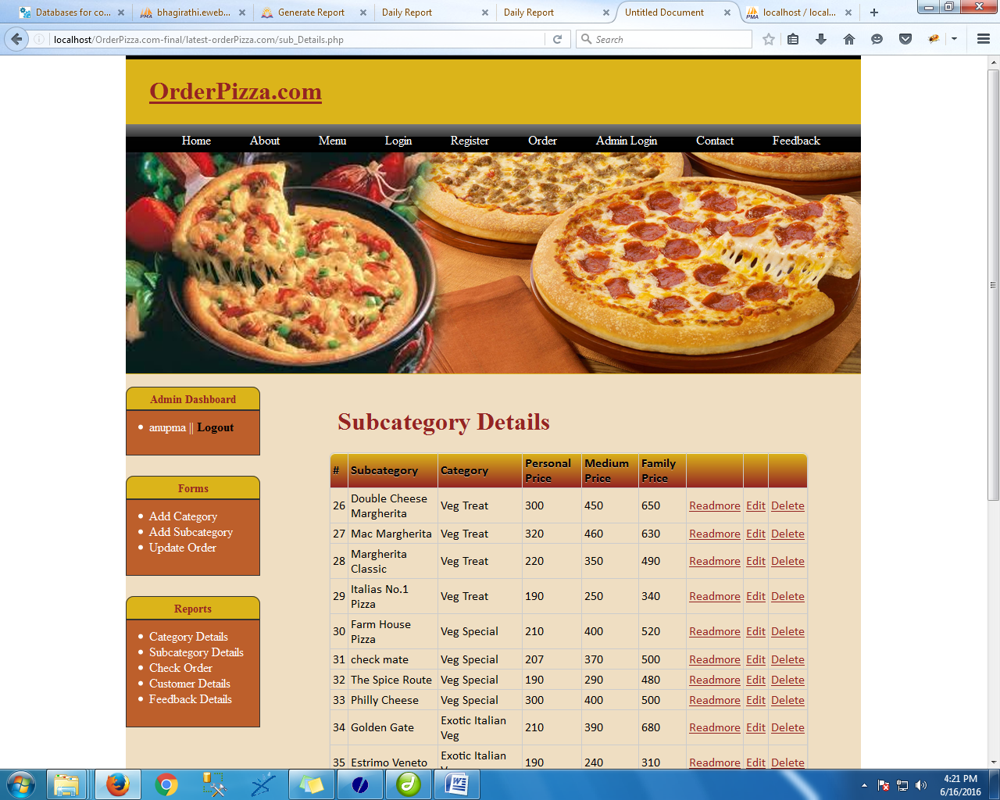 Databases for co...
bhagirathi.eweb...
Generate Report
Daily Report
Daily Report
Untitled Document
localhost / local...
localhost/OrderPizza.com-final/latest-orderPizza.com/sub_Details.php
Search
OrderPizza.com
Home About Menu Login Register Order Admin Login Contact Feedback
Admin Dashboard
anupma || Logout
Forms
Add Category
Add Subcategory
Update Order
Reports
Category Details
Subcategory Details
Check Order
Customer Details
Feedback Details
Subcategory Details
# Subcategory Category Personal Price Medium Price Family Price
26 Double Cheese Margherita Veg Treat 300 450 650 Readmore Edit Delete
27 Mac Margherita Veg Treat 320 460 630 Readmore Edit Delete
28 Margherita Classic Veg Treat 220 350 490 Readmore Edit Delete
29 Italias No.1 Pizza Veg Treat 190 250 340 Readmore Edit Delete
30 Farm House Pizza Veg Special 210 400 520 Readmore Edit Delete
31 check mate Veg Special 207 370 500 Readmore Edit Delete
32 The Spice Route Veg Special 190 290 480 Readmore Edit Delete
33 Philly Cheese Veg Special 300 400 500 Readmore Edit Delete
34 Golden Gate Exotic Italian Veg 210 390 680 Readmore Edit Delete
35 Estrimo Veneto Exotic Italian 190 240 310 Readmore Edit Delete
4:21 PM
6/16/2016